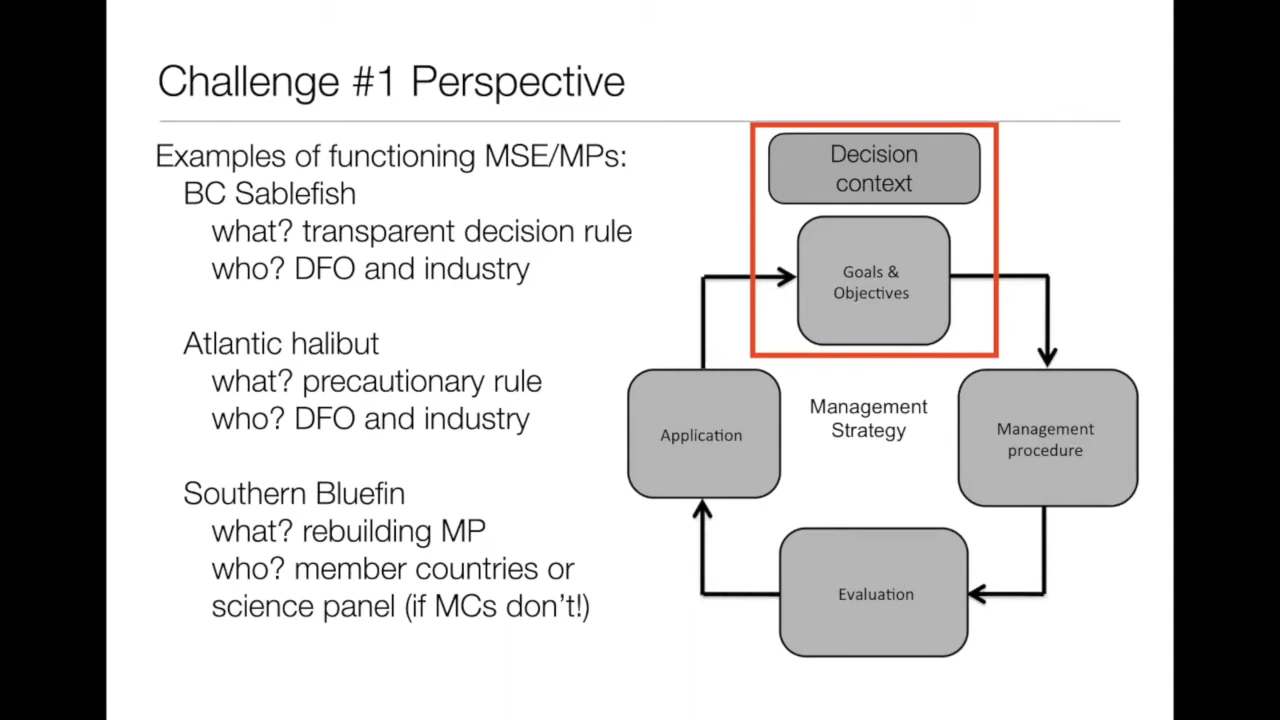 Challenge #1 Perspective
Examples of functioning MSE/MPs:
BC Sablefish
what? transparent decision rule
who? DFO and industry
Atlantic halibut
what? precautionary rule
who? DFO and industry
Southern Bluefin
what? rebuilding MP
who? member countries or
science panel (if MCs don't!)
Decision
context
Goals &
Objectives
Management
Strategy
Application
Management
procedure
Evaluation